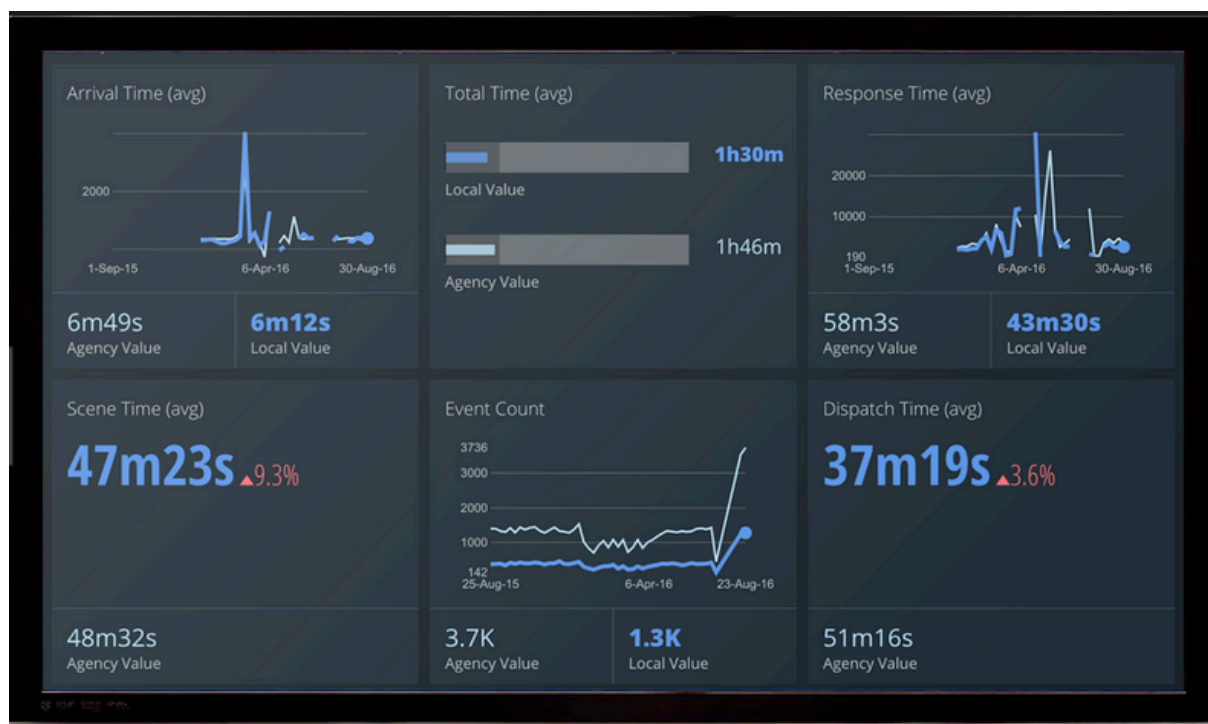 Arrival Time (avg)
2000
1-Sep-15 6-Apr-16 30-Aug-16
6m49s 6m12s
Agency Value Local Value
Total Time (avg)
1h30m
Local Value
1h46m
Agency Value
Response Time (avg)
20000
10000
190
1-Sep-15 6-Apr-16 30-Aug-16
58m3s 43m30s
Agency Value Local Value
Scene Time (avg)
47m23s ▲9.3%
48m32s
Agency Value
Event Count
3736
3000
2000
1000
142
25-Aug-15 6-Apr-16 23-Aug-16
3.7K 1.3K
Agency Value Local Value
Dispatch Time (avg)
37m19s ▲3.6%
51m16s
Agency Value